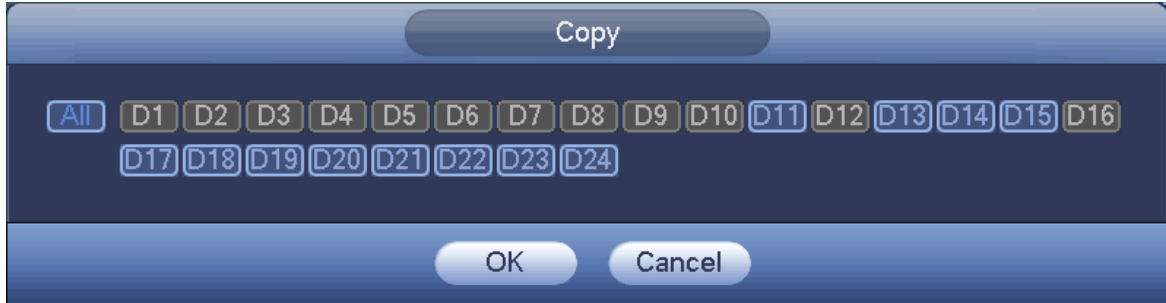 Copy
All D1 D2 D3 D4 D5 D6 D7 D8 D9 D10 D11 D12 D13 D14 D15 D16
D17 D18 D19 D20 D21 D22 D23 D24
OK Cancel